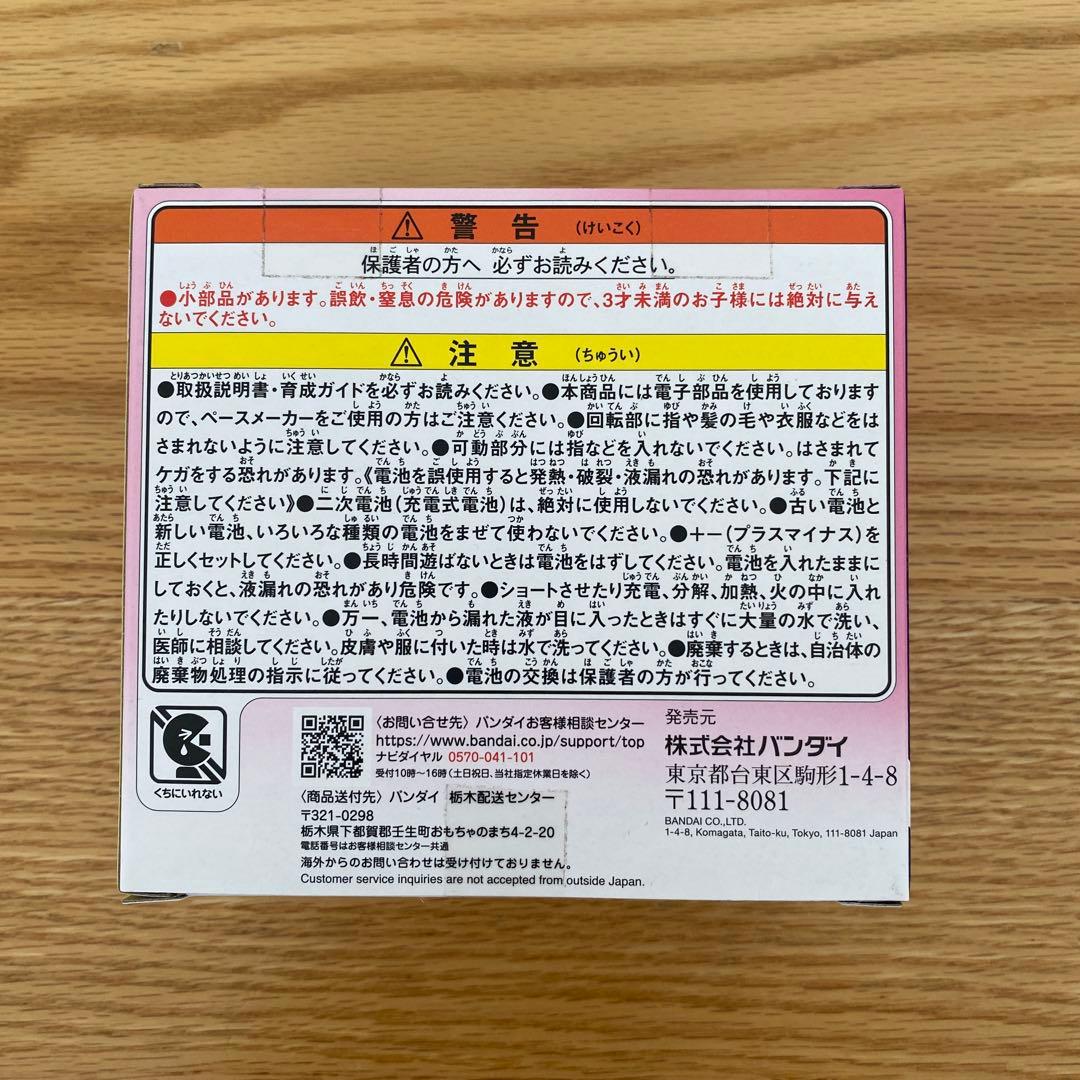 ⚠ 警告 (けいこく)
保護者の方へ 必ずお読みください。
●小部品があります。誤飲・窒息の危険がありますので、3才未満のお子様には絶対に与え
ないでください。
⚠ 注意 (ちゅうい)
●取扱説明書・育成ガイドを必ずお読みください。●本商品には電子部品を使用しております
ので、ペースメーカーをご使用の方はご注意ください。●回転部に指や髪の毛や衣服などをは
さまれないように注意してください。●可動部分には指などを入れないでください。はさまれて
ケガをする恐れがあります。《電池を誤使用すると発熱・破裂・液漏れの恐れがあります。下記に
注意してください》●二次電池(充電式電池)は、絶対に使用しないでください。●古い電池と
新しい電池、いろいろな種類の電池をまぜて使わないでください。●+−(プラスマイナス)を
正しくセットしてください。●長時間遊ばないときは電池をはずしてください。電池を入れたままに
しておくと、液漏れの恐れがあり危険です。●ショートさせたり充電、分解、加熱、火の中に入れ
たりしないでください。●万一、電池から漏れた液が目に入ったときはすぐに大量の水で洗い、
医師に相談してください。皮膚や服に付いた時は水で洗ってください。●廃棄するときは、自治体の
廃棄物処理の指示に従ってください。●電池の交換は保護者の方が行ってください。
くちにいれない
〈お問い合せ先〉バンダイお客様相談センター
https://www.bandai.co.jp/support/top
ナビダイヤル 0570-041-101
受付10時〜16時(土日祝日、当社指定休業日を除く)
〈商品送付先〉バンダイ 栃木配送センター
〒321-0298
栃木県下都賀郡壬生町おもちゃのまち4-2-20
電話番号はお客様相談センター共通
海外からのお問い合わせは受け付けておりません。
Customer service inquiries are not accepted from outside Japan.
発売元
株式会社バンダイ
東京都台東区駒形1-4-8
〒111-8081
BANDAI CO.,LTD.
1-4-8, Komagata, Taito-ku, Tokyo, 111-8081 Japan